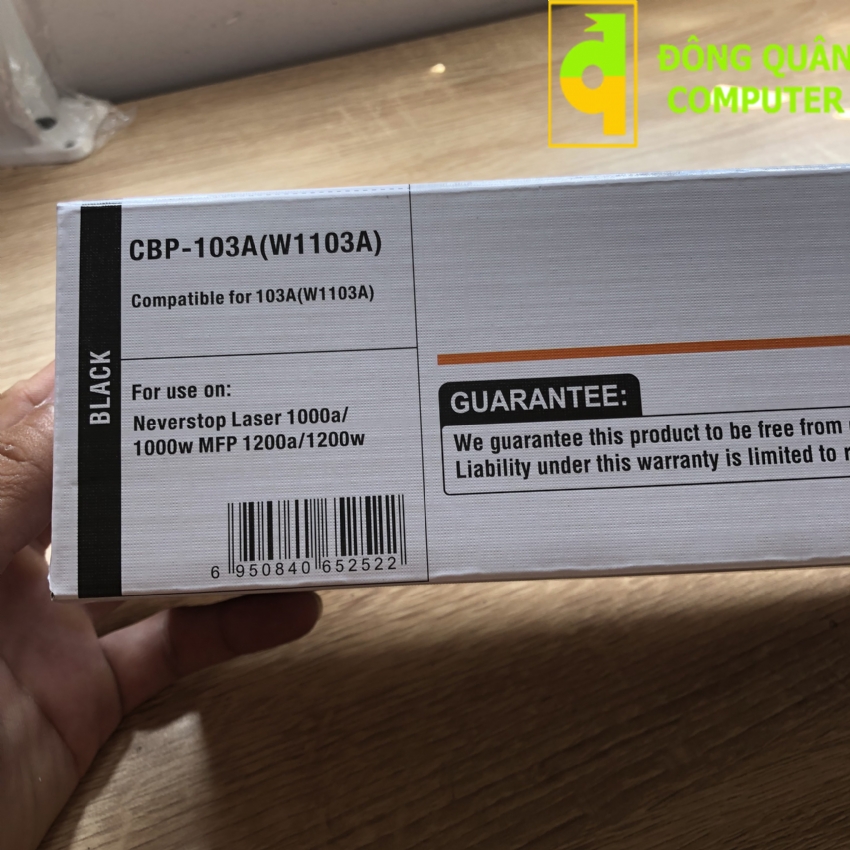 ĐÔNG QUÂN
COMPUTER
CBP-103A(W1103A)
Compatible for 103A(W1103A)
BLACK
For use on:
Neverstop Laser 1000a/
1000w MFP 1200a/1200w
6 950840 652522
GUARANTEE:
We guarantee this product to be free from
Liability under this warranty is limited to